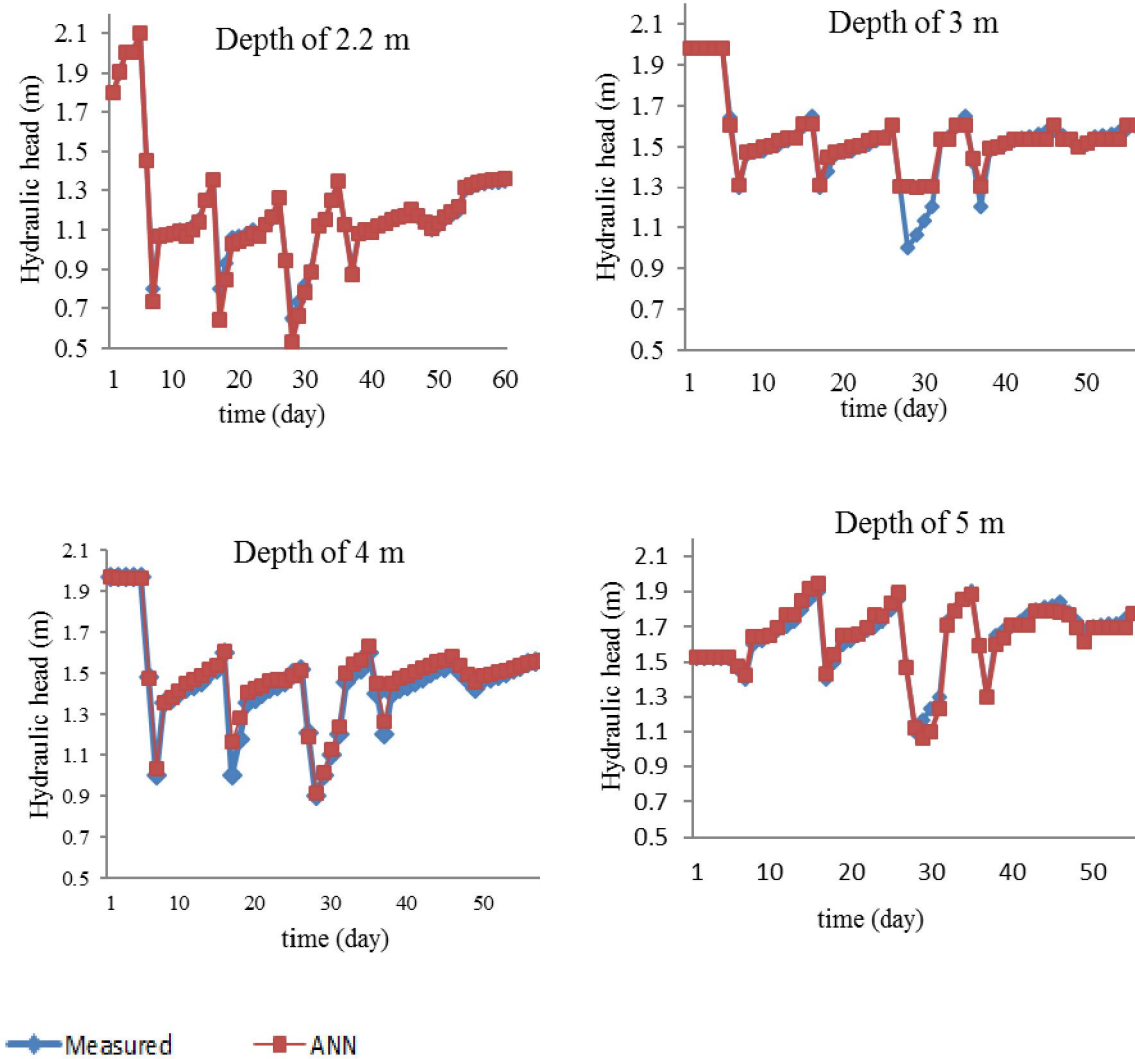 Depth of 2.2 m
Hydraulic head (m)
2.1
1.9
1.7
1.5
1.3
1.1
0.9
0.7
0.5
1 10 20 30 40 50 60
time (day)
Depth of 3 m
Hydraulic head (m)
2.1
1.9
1.7
1.5
1.3
1.1
0.9
0.7
0.5
1 10 20 30 40 50
time (day)
Depth of 4 m
Hydraulic head (m)
2.1
1.9
1.7
1.5
1.3
1.1
0.9
0.7
0.5
1 10 20 30 40 50
time (day)
Depth of 5 m
Hydraulic head (m)
2.1
1.9
1.7
1.5
1.3
1.1
0.9
0.7
0.5
1 10 20 30 40 50
time (day)
Measured ANN